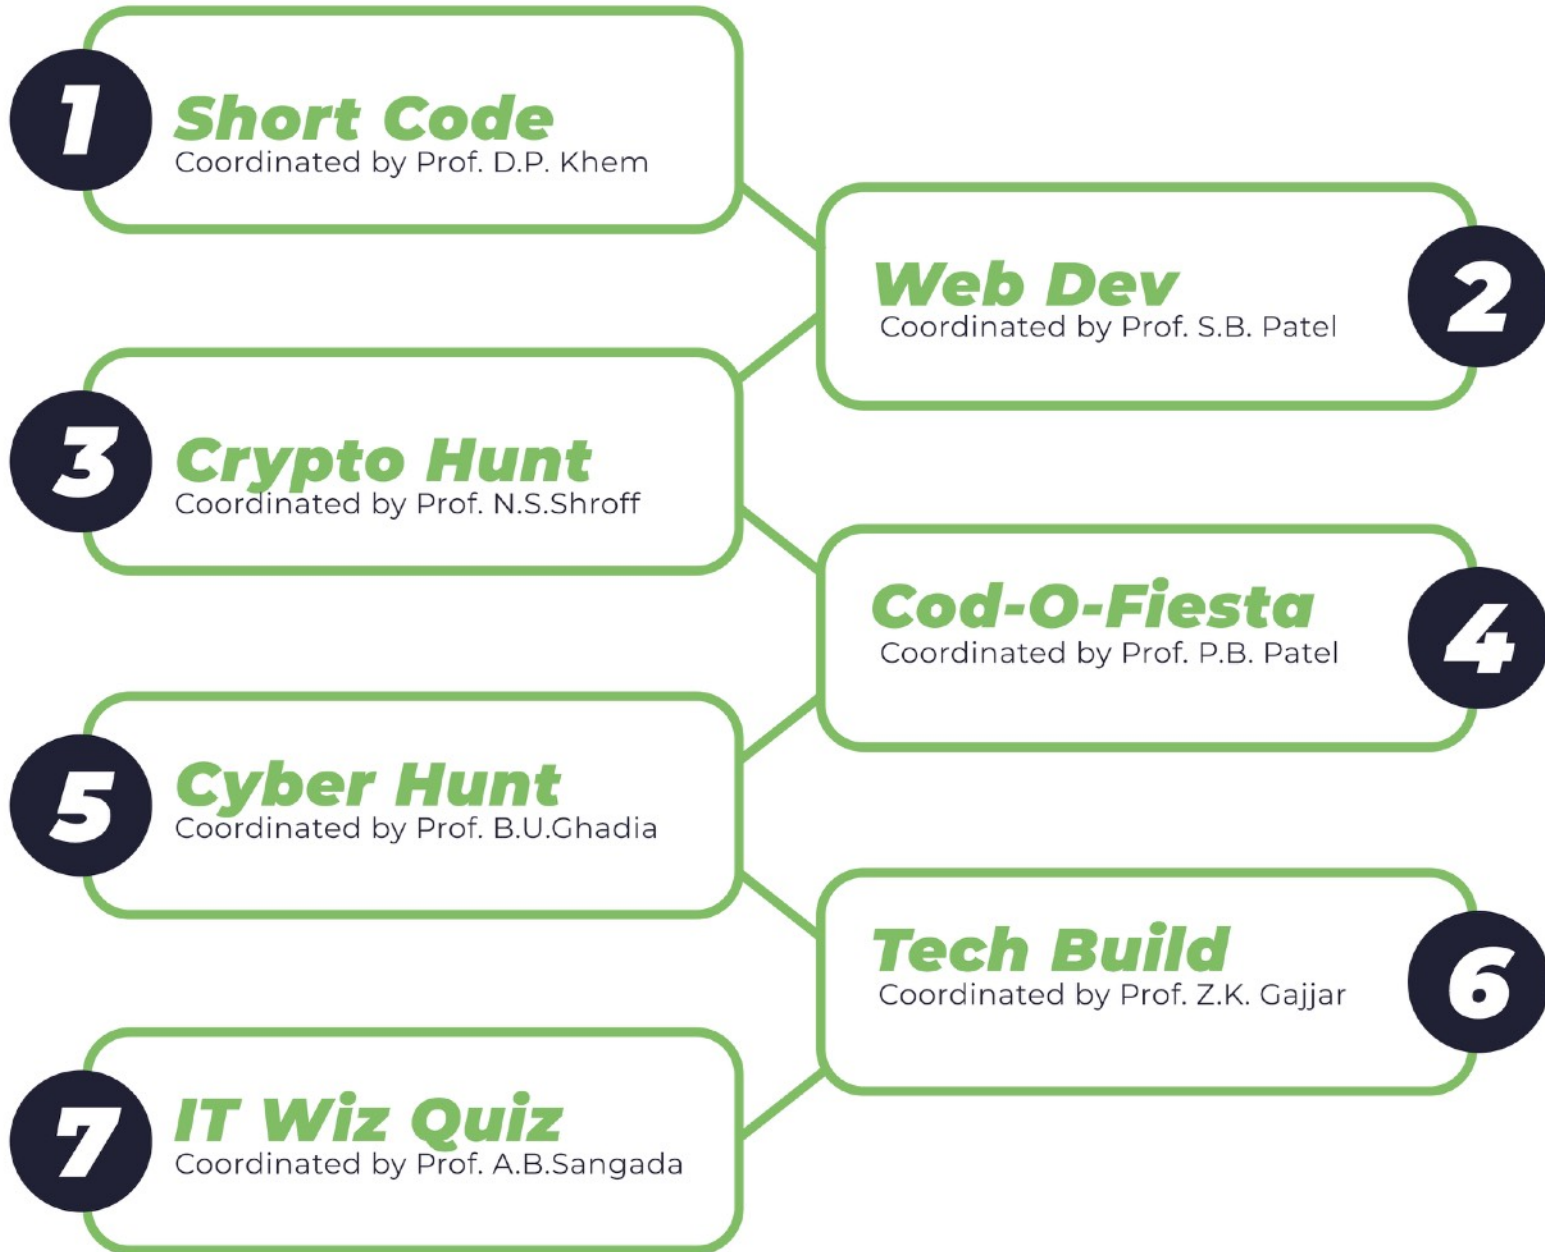 1
Short Code
Coordinated by Prof. D.P. Khem
2
Web Dev
Coordinated by Prof. S.B. Patel
3
Crypto Hunt
Coordinated by Prof. N.S.Shroff
4
Cod-O-Fiesta
Coordinated by Prof. P.B. Patel
5
Cyber Hunt
Coordinated by Prof. B.U.Ghadia
6
Tech Build
Coordinated by Prof. Z.K. Gajjar
7
IT Wiz Quiz
Coordinated by Prof. A.B.Sangada